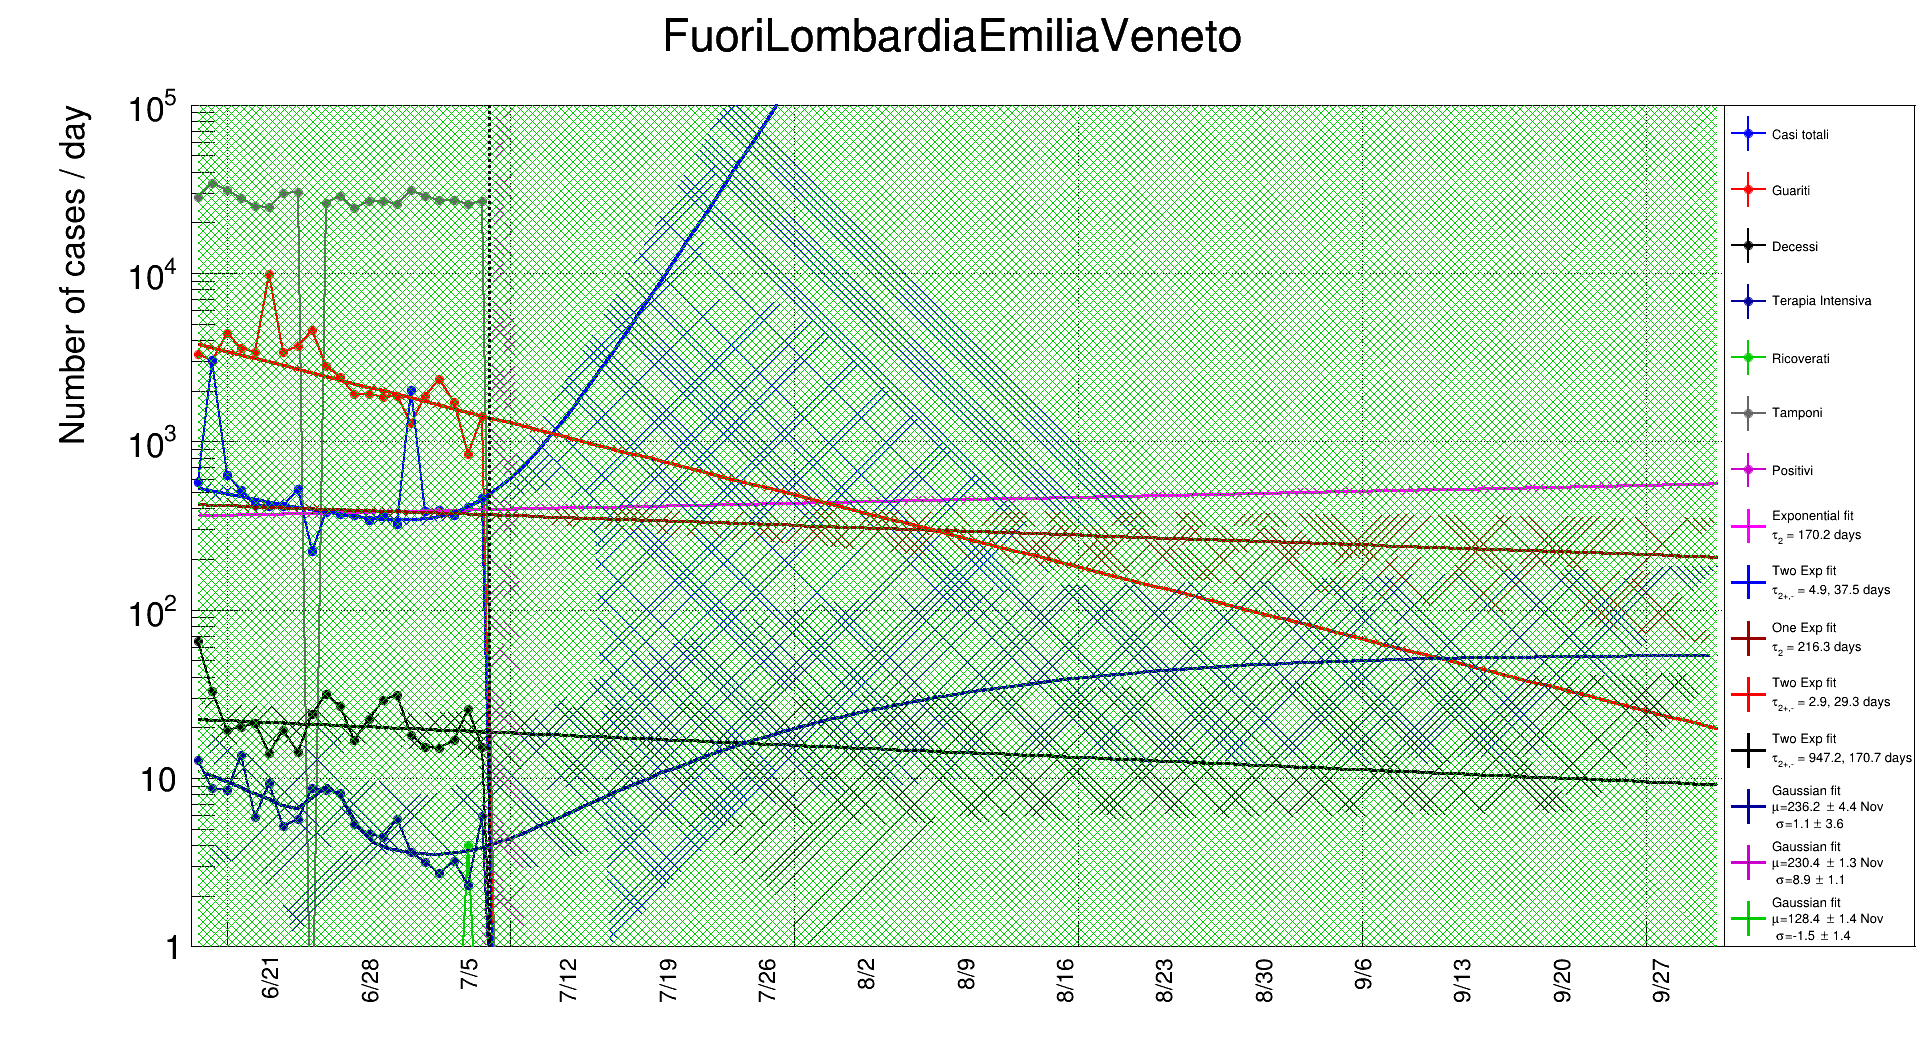 FuoriLombardiaEmiliaVeneto
Number of cases / day
10^5
10^4
10^3
10^2
10
1
6/21
6/28
7/5
7/12
7/19
7/26
8/2
8/9
8/16
8/23
8/30
9/6
9/13
9/20
9/27
Casi totali
Guariti
Decessi
Terapia Intensiva
Ricoverati
Tamponi
Positivi
Exponential fit
τ_2 = 170.2 days
Two Exp fit
τ_2+,- = 4.9, 37.5 days
One Exp fit
τ_2 = 216.3 days
Two Exp fit
τ_2+,- = 2.9, 29.3 days
Two Exp fit
τ_2+,- = 947.2, 170.7 days
Gaussian fit
μ=236.2 ± 4.4 Nov
σ=1.1 ± 3.6
Gaussian fit
μ=230.4 ± 1.3 Nov
σ=8.9 ± 1.1
Gaussian fit
μ=128.4 ± 1.4 Nov
σ=-1.5 ± 1.4